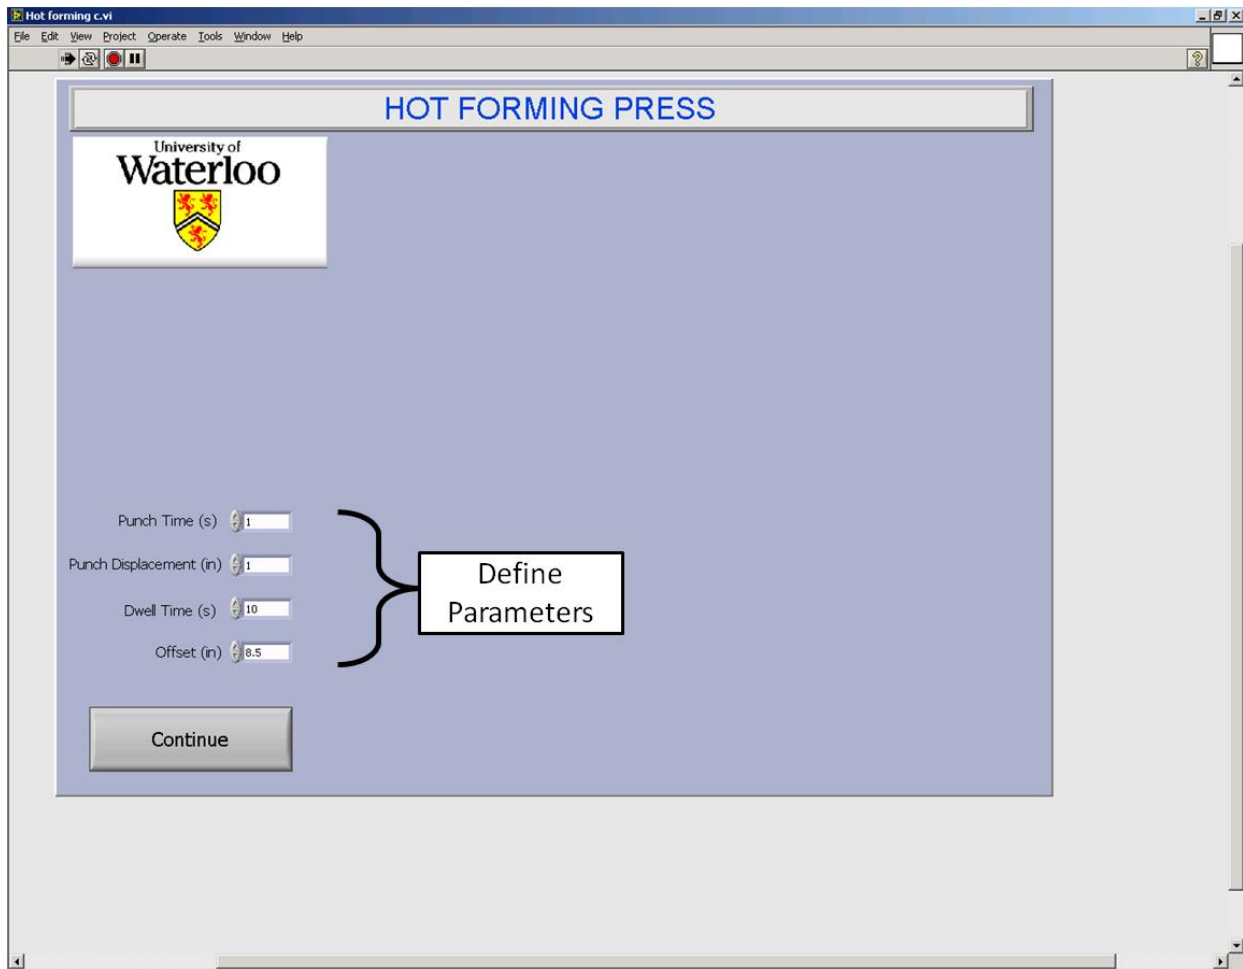 Hot forming c.vi
File Edit View Project Operate Tools Window Help
HOT FORMING PRESS
University of
Waterloo
Punch Time (s) 1
Punch Displacement (in) 1
Dwell Time (s) 10
Offset (in) 8.5
Define
Parameters
Continue